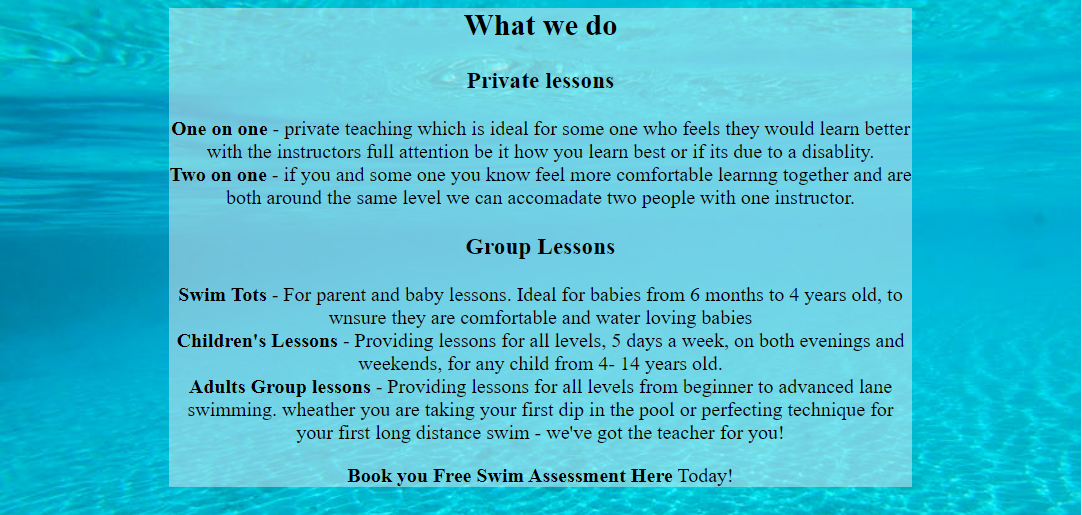 What we do
Private lessons
One on one - private teaching which is ideal for some one who feels they would learn better
with the instructors full attention be it how you learn best or if its due to a disablity.
Two on one - if you and some one you know feel more comfortable learnng together and are
both around the same level we can accomadate two people with one instructor.
Group Lessons
Swim Tots - For parent and baby lessons. Ideal for babies from 6 months to 4 years old, to
wnsure they are comfortable and water loving babies
Children's Lessons - Providing lessons for all levels, 5 days a week, on both evenings and
weekends, for any child from 4- 14 years old.
Adults Group lessons - Providing lessons for all levels from beginner to advanced lane
swimming. wheather you are taking your first dip in the pool or perfecting technique for
your first long distance swim - we've got the teacher for you!
Book you Free Swim Assessment Here Today!